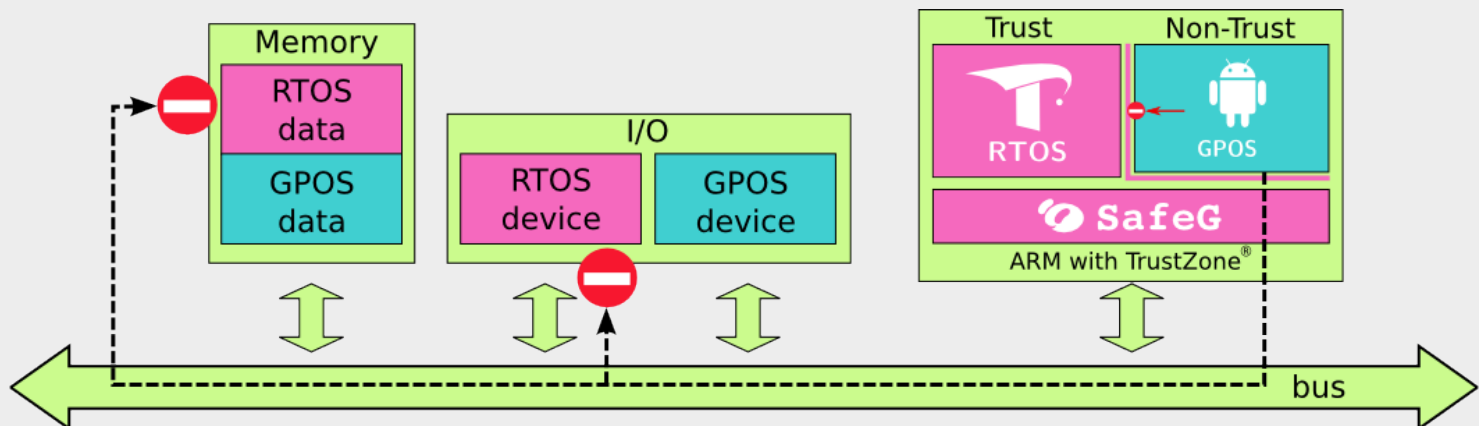 Memory
RTOS
data
GPOS
data
I/O
RTOS
device
GPOS
device
Trust
Non-Trust
RTOS
GPOS
SafeG
ARM with TrustZone®
bus